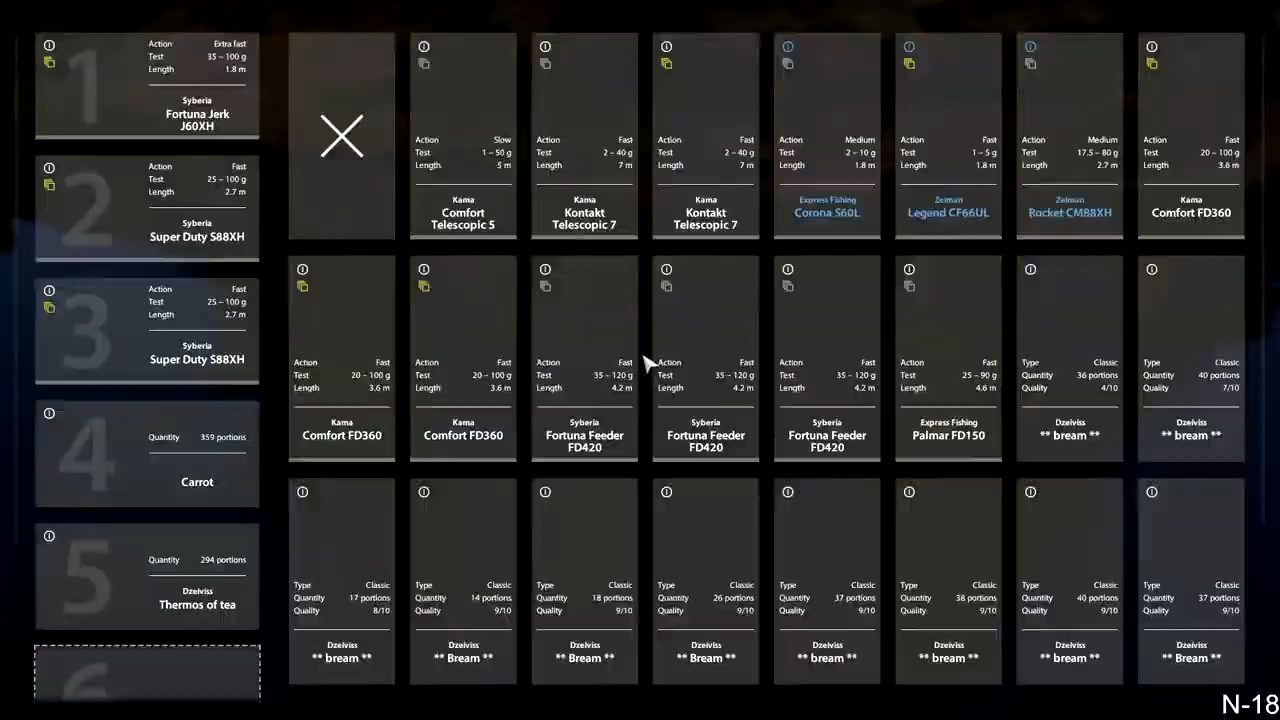 1
Action Extra fast
Test 35 – 100 g
Length 1.8 m
Syberia
Fortuna Jerk
J60XH
2
Action Fast
Test 25 – 100 g
Length 2.7 m
Syberia
Super Duty S88XH
3
Action Fast
Test 25 – 100 g
Length 2.7 m
Syberia
Super Duty S88XH
4
Quantity 359 portions
Carrot
5
Quantity 294 portions
Dzeiviss
Thermos of tea
6
Action Slow
Test 1 – 50 g
Length 5 m
Kama
Comfort
Telescopic 5
Action Fast
Test 2 – 40 g
Length 7 m
Kama
Kontakt
Telescopic 7
Action Fast
Test 2 – 40 g
Length 7 m
Kama
Kontakt
Telescopic 7
Action Medium
Test 2 – 10 g
Length 1.8 m
Express Fishing
Corona S60L
Action Fast
Test 1 – 5 g
Length 1.8 m
Zeiman
Legend CF66UL
Action Medium
Test 17.5 – 80 g
Length 2.7 m
Zeiman
Rocket CM88XH
Action Fast
Test 20 – 100 g
Length 3.6 m
Kama
Comfort FD360
Action Fast
Test 20 – 100 g
Length 3.6 m
Kama
Comfort FD360
Action Fast
Test 20 – 100 g
Length 3.6 m
Kama
Comfort FD360
Action Fast
Test 35 – 120 g
Length 4.2 m
Syberia
Fortuna Feeder
FD420
Action Fast
Test 35 – 120 g
Length 4.2 m
Syberia
Fortuna Feeder
FD420
Action Fast
Test 35 – 120 g
Length 4.2 m
Syberia
Fortuna Feeder
FD420
Action Fast
Test 25 – 90 g
Length 4.6 m
Express Fishing
Palmar FD150
Type Classic
Quantity 36 portions
Quality 4/10
Dzeiviss
** bream **
Type Classic
Quantity 40 portions
Quality 7/10
Dzeiviss
** bream **
Type Classic
Quantity 17 portions
Quality 8/10
Dzeiviss
** bream **
Type Classic
Quantity 14 portions
Quality 9/10
Dzeiviss
** Bream **
Type Classic
Quantity 18 portions
Quality 9/10
Dzeiviss
** Bream **
Type Classic
Quantity 26 portions
Quality 9/10
Dzeiviss
** bream **
Type Classic
Quantity 37 portions
Quality 9/10
Dzeiviss
** bream **
Type Classic
Quantity 38 portions
Quality 9/10
Dzeiviss
** bream **
Type Classic
Quantity 40 portions
Quality 9/10
Dzeiviss
** bream **
Type Classic
Quantity 37 portions
Quality 9/10
Dzeiviss
** Bream **
N-18